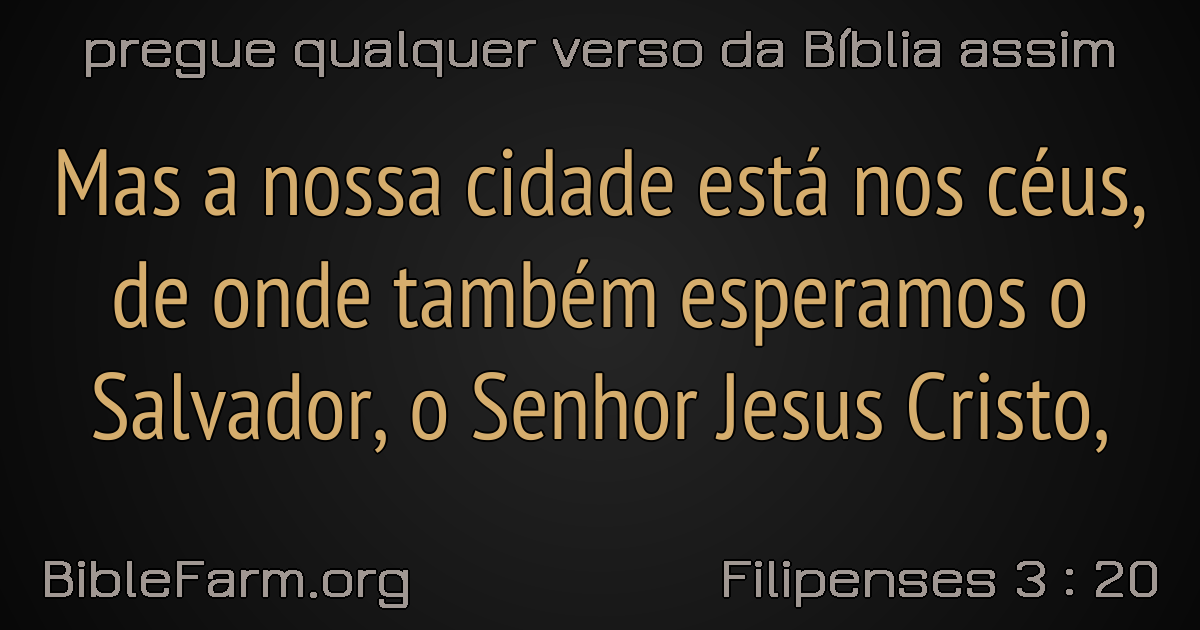 pregue qualquer verso da Bíblia assim
Mas a nossa cidade está nos céus,
de onde também esperamos o
Salvador, o Senhor Jesus Cristo,
BibleFarm.org
Filipenses 3 : 20